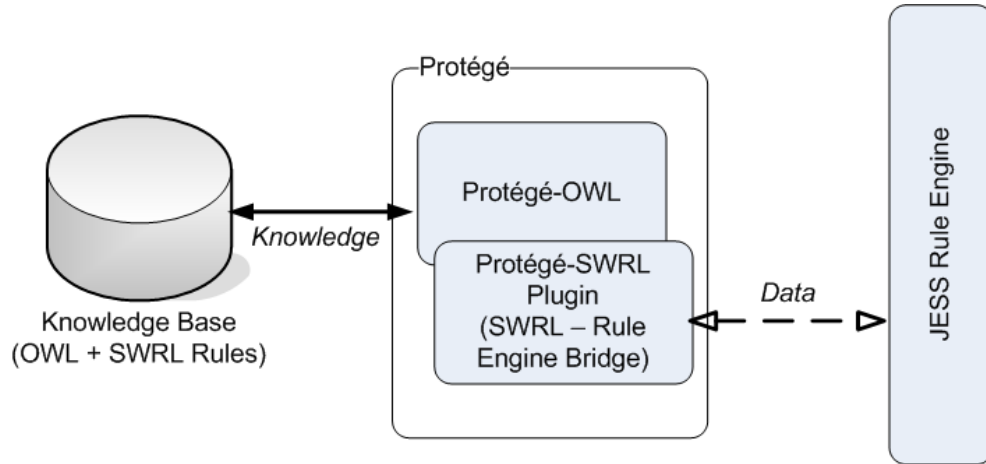 Protégé
Protégé-OWL
Knowledge
Protégé-SWRL
Plugin
(SWRL – Rule
Engine Bridge)
Data
JESS Rule Engine
Knowledge Base
(OWL + SWRL Rules)